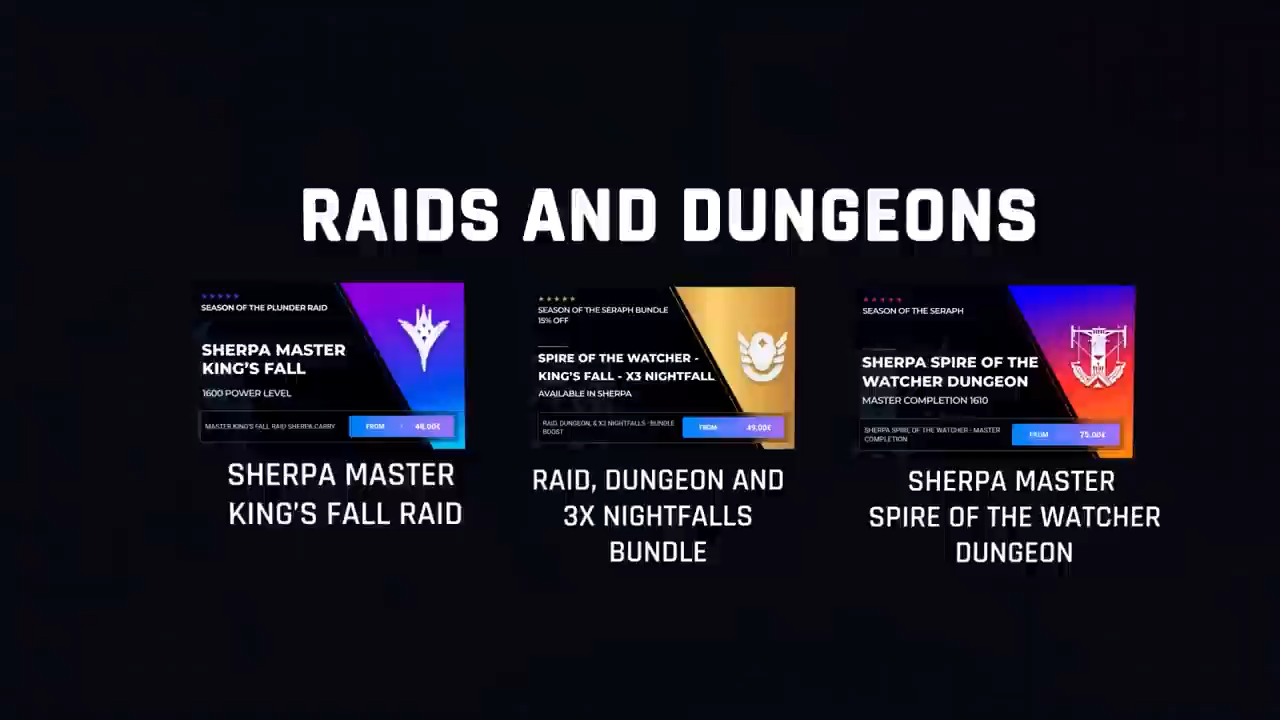 RAIDS AND DUNGEONS
SEASON OF THE PLUNDER RAID
SHERPA MASTER
KING'S FALL
1600 POWER LEVEL
MASTER KING'S FALL RAID SHERPA CARRY
FROM
48,00€
SHERPA MASTER
KING'S FALL RAID
SEASON OF THE SERAPH BUNDLE
15% OFF
SPIRE OF THE WATCHER -
KING'S FALL - X3 NIGHTFALL
AVAILABLE IN SHERPA
RAID, DUNGEON, & X3 NIGHTFALLS - BUNDLE
BOOST
FROM
49,00€
RAID, DUNGEON AND
3X NIGHTFALLS
BUNDLE
SEASON OF THE SERAPH
SHERPA SPIRE OF THE
WATCHER DUNGEON
MASTER COMPLETION 1610
SHERPA SPIRE OF THE WATCHER - MASTER
COMPLETION
FROM
75,00€
SHERPA MASTER
SPIRE OF THE WATCHER
DUNGEON